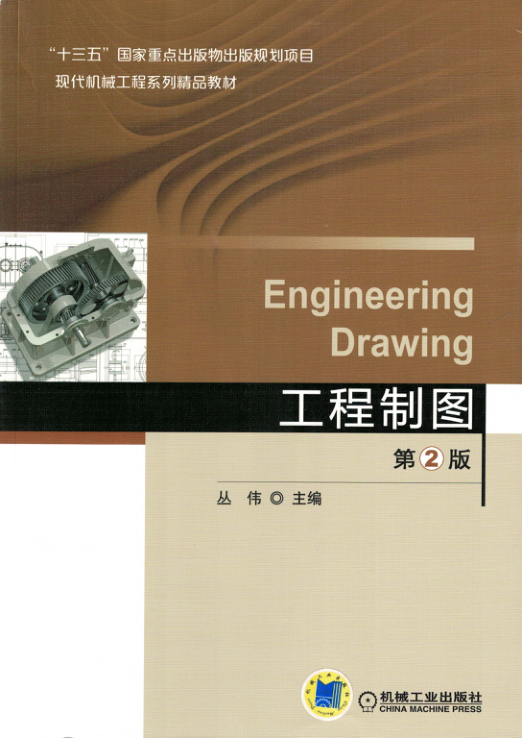 “十三五”国家重点出版物出版规划项目
现代机械工程系列精品教材
Engineering
Drawing
工程制图
第2版
丛 伟 ◎ 主编
机械工业出版社
CHINA MACHINE PRESS